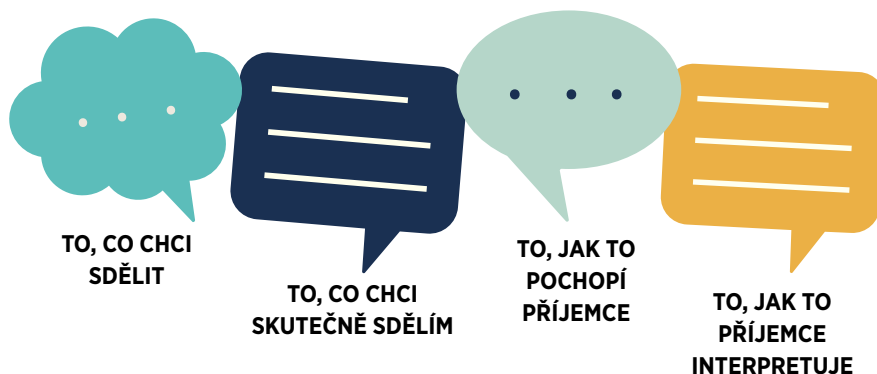 TO, CO CHCI
SDĚLIT
TO, CO CHCI
SKUTEČNĚ SDĚLÍM
TO, JAK TO
POCHOPÍ
PŘÍJEMCE
TO, JAK TO
PŘÍJEMCE
INTERPRETUJE